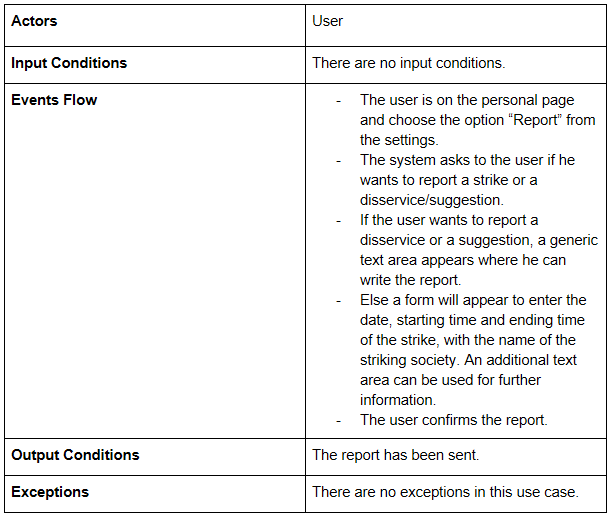 Actors User
Input Conditions There are no input conditions.
Events Flow - The user is on the personal page
and choose the option “Report” from
the settings.
- The system asks to the user if he
wants to report a strike or a
disservice/suggestion.
- If the user wants to report a
disservice or a suggestion, a generic
text area appears where he can
write the report.
- Else a form will appear to enter the
date, starting time and ending time
of the strike, with the name of the
striking society. An additional text
area can be used for further
information.
- The user confirms the report.
Output Conditions The report has been sent.
Exceptions There are no exceptions in this use case.